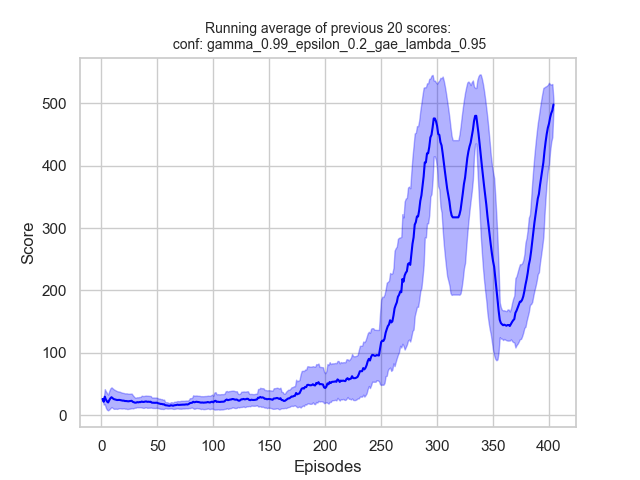 Running average of previous 20 scores:
conf: gamma_0.99_epsilon_0.2_gae_lambda_0.95
500
400
300
200
100
0
Score
0 50 100 150 200 250 300 350 400
Episodes